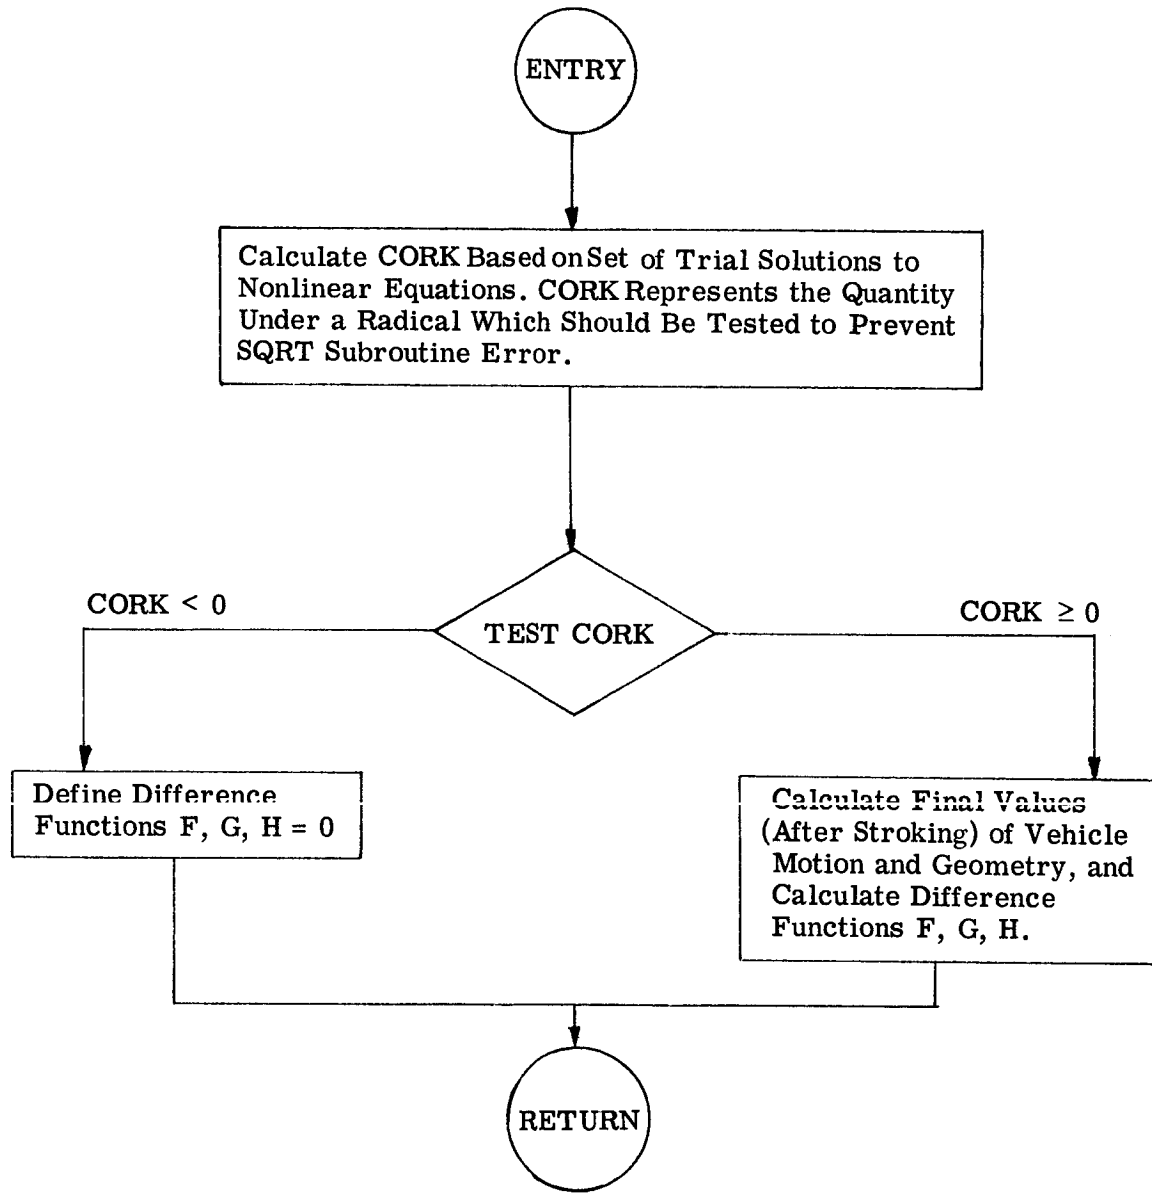 ENTRY
Calculate CORK Based on Set of Trial Solutions to
Nonlinear Equations. CORK Represents the Quantity
Under a Radical Which Should Be Tested to Prevent
SQRT Subroutine Error.
CORK < 0
CORK ≥ 0
TEST CORK
Define Difference
Functions F, G, H = 0
Calculate Final Values
(After Stroking) of Vehicle
Motion and Geometry, and
Calculate Difference
Functions F, G, H.
RETURN